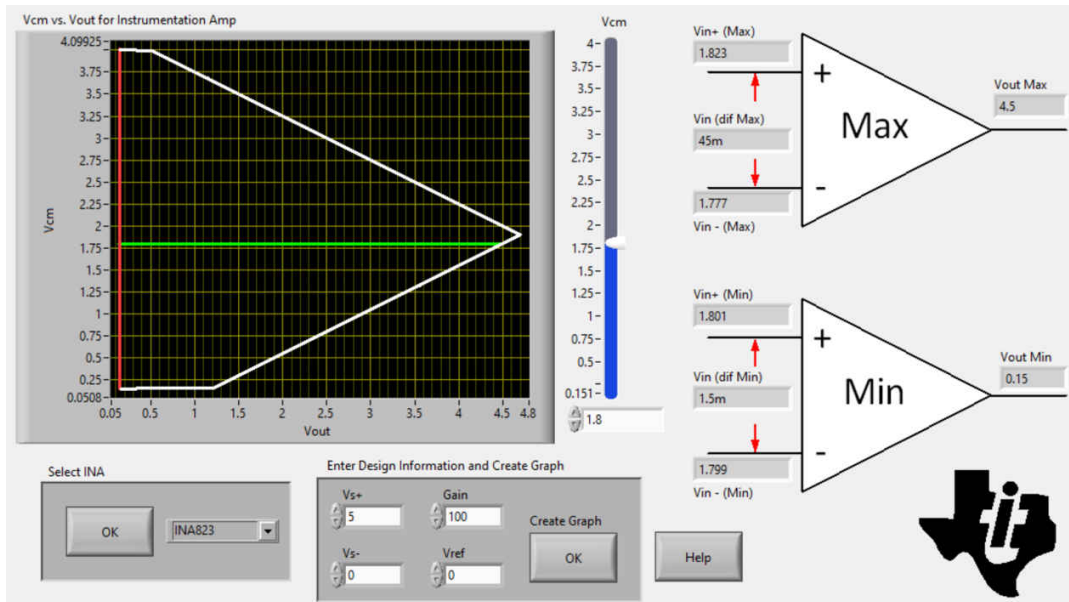 Vcm vs. Vout for Instrumentation Amp
4.09925
3.75
3.5
3.25
3
2.75
2.5
2.25
2
1.75
1.5
1.25
1
0.75
0.5
0.25
0.0508
Vcm
0.05 0.5 1 1.5 2 2.5 3 3.5 4 4.5 4.8
Vout
Vcm
4
3.75
3.5
3.25
3
2.75
2.5
2.25
2
1.75
1.5
1.25
1
0.75
0.5
0.151
1.8
Vin+ (Max)
1.823
+
Vin (dif Max)
45m
Max
-
1.777
Vin - (Max)
Vout Max
4.5
Vin+ (Min)
1.801
+
Vin (dif Min)
1.5m
Min
-
1.799
Vin - (Min)
Vout Min
0.15
Select INA
OK
INA823
Enter Design Information and Create Graph
Vs+
5
Gain
100
Vs-
0
Vref
0
Create Graph
OK
Help
ti